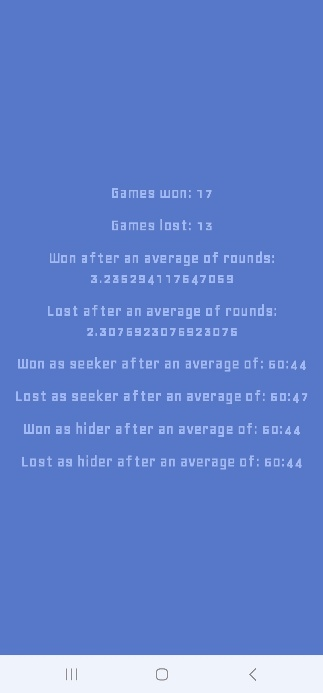 Games won: 17
Games lost: 13
Won after an average of rounds:
3.235294117647059
Lost after an average of rounds:
2.3076923076923075
Won as seeker after an average of: 60:44
Lost as seeker after an average of: 60:47
Won as hider after an average of: 60:44
Lost as hider after an average of: 60:44